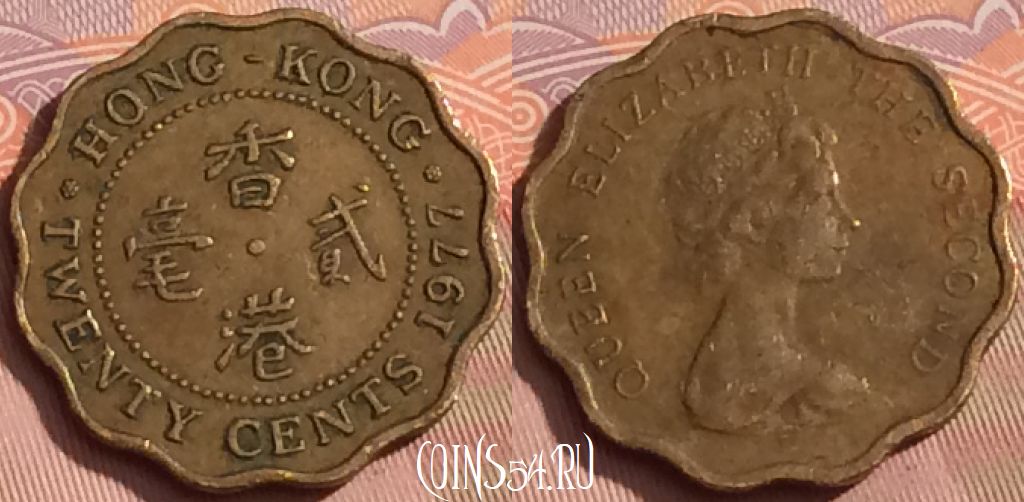 HONG - KONG
TWENTY CENTS 1977
香港
貳毫
QUEEN ELIZABETH THE SECOND
COINS54.RU